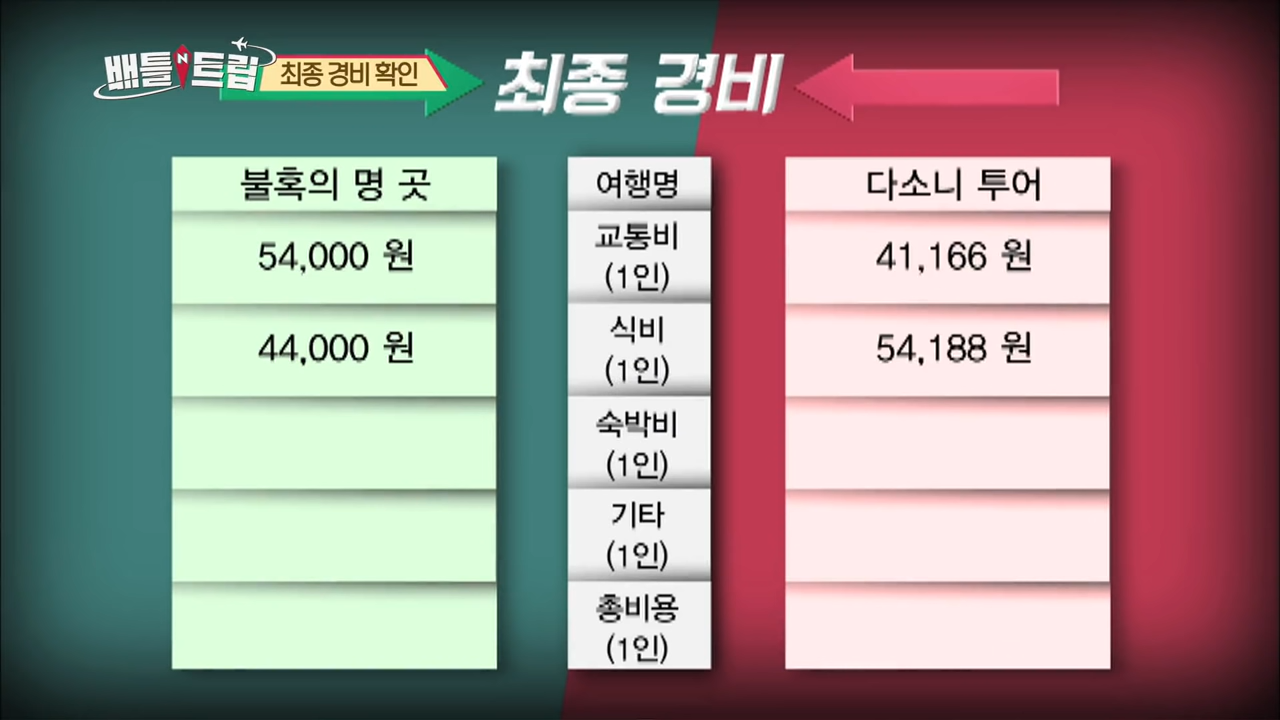 배틀트립
N
최종 경비 확인
최종 경비
불혹의 명 곳
여행명
다소니 투어
54,000 원
교통비
(1인)
41,166 원
44,000 원
식비
(1인)
54,188 원
숙박비
(1인)
기타
(1인)
총비용
(1인)